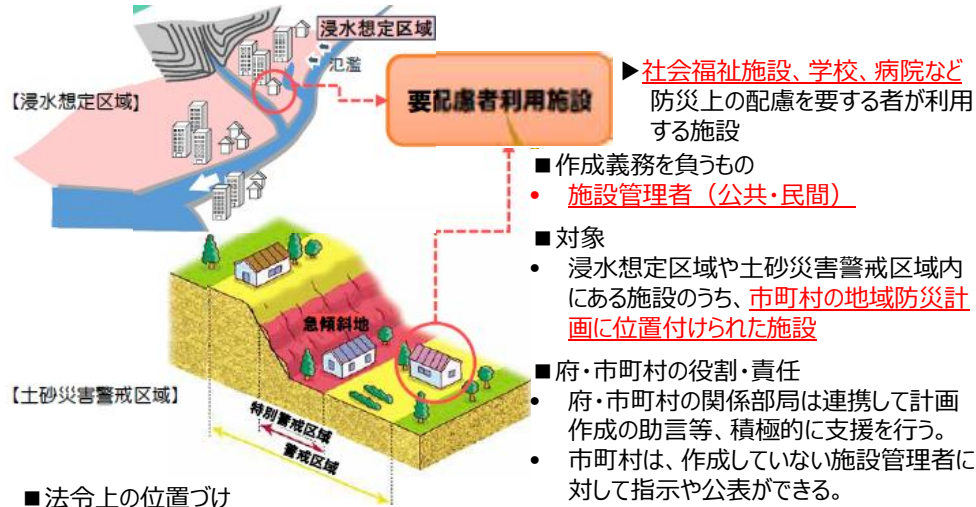 浸水想定区域
氾濫
【浸水想定区域】
要配慮者利用施設
▶社会福祉施設、学校、病院など
防災上の配慮を要する者が利用
する施設
■作成義務を負うもの
• 施設管理者（公共・民間）
■対象
• 浸水想定区域や土砂災害警戒区域内
にある施設のうち、市町村の地域防災計
画に位置付けられた施設
急傾斜地
【土砂災害警戒区域】
特別警戒区域
警戒区域
■府・市町村の役割・責任
• 府・市町村の関係部局は連携して計画
作成の助言等、積極的に支援を行う。
• 市町村は、作成していない施設管理者に
対して指示や公表ができる。
■法令上の位置づけ